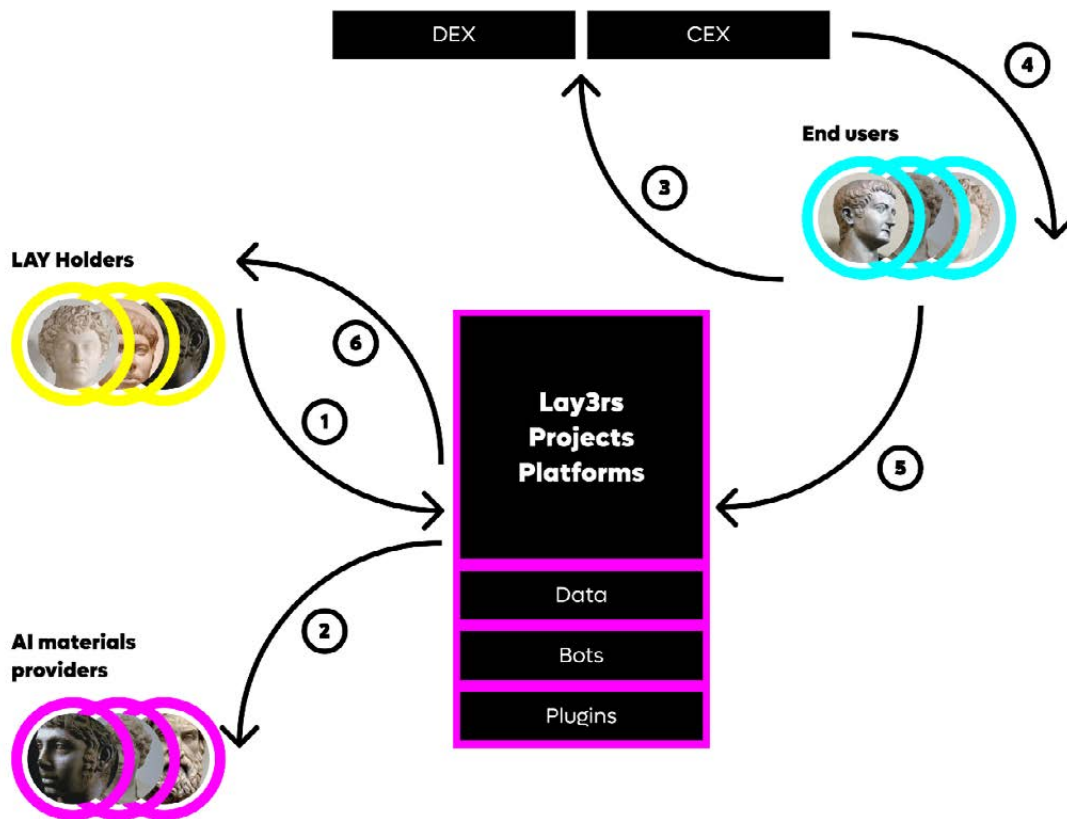 DEX
CEX
4
End users
3
LAY Holders
6
1
Lay3rs
Projects
Platforms
5
Data
2
AI materials
providers
Bots
Plugins